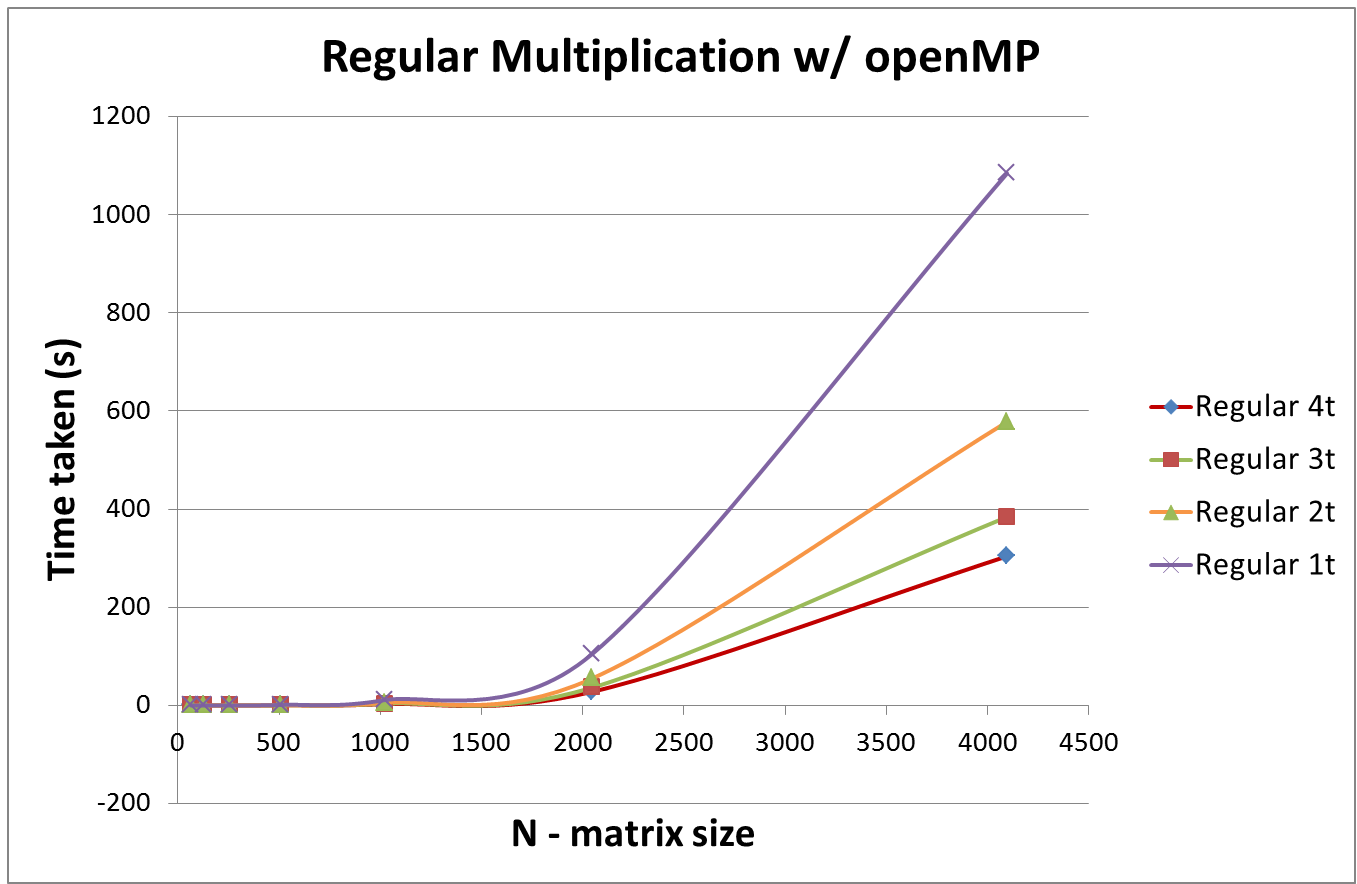 Regular Multiplication w/ openMP
1200
1000
800
600
400
200
0
-200
Time taken (s)
0 500 1000 1500 2000 2500 3000 3500 4000 4500
N - matrix size
Regular 4t
Regular 3t
Regular 2t
Regular 1t